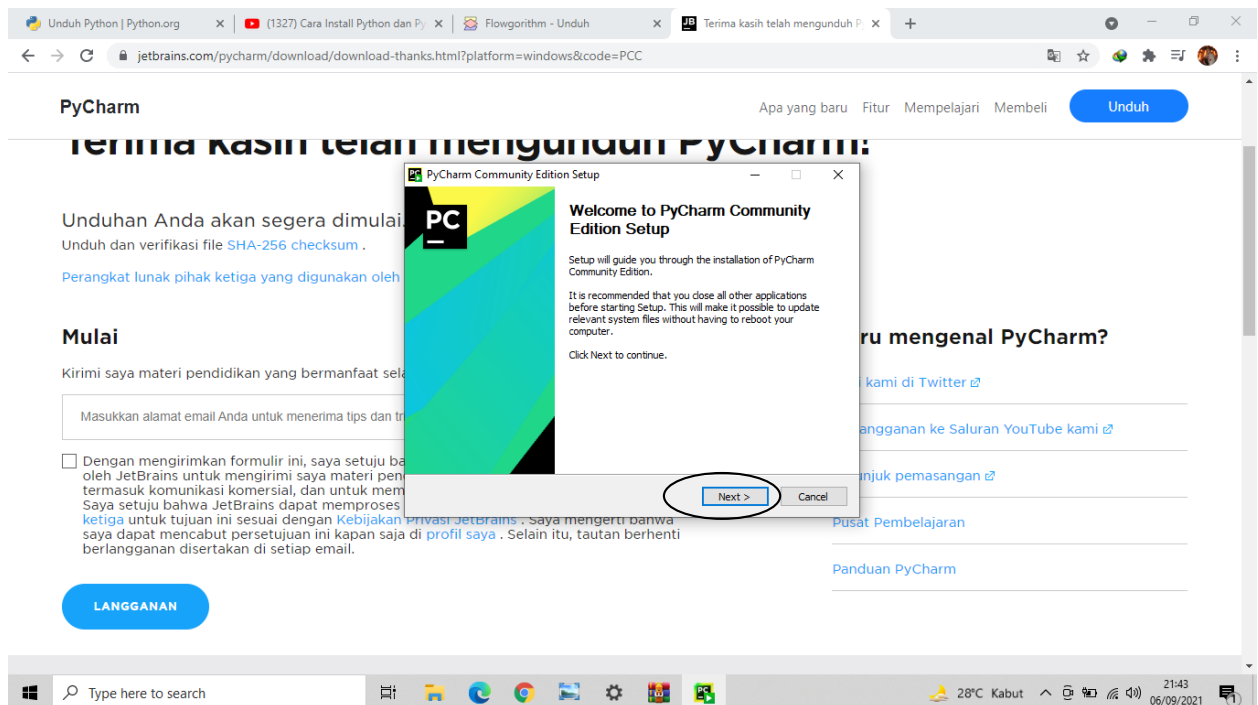 Unduh Python | Python.org
(1327) Cara Install Python dan Py
Flowgorithm - Unduh
JB Terima kasih telah mengunduh P
jetbrains.com/pycharm/download/download-thanks.html?platform=windows&code=PCC
PyCharm
Apa yang baru Fitur Mempelajari Membeli Unduh
Terima kasih telah mengunduh PyCharm!
PC PyCharm Community Edition Setup
PC
Welcome to PyCharm Community
Edition Setup
Setup will guide you through the installation of PyCharm
Community Edition.
It is recommended that you close all other applications
before starting Setup. This will make it possible to update
relevant system files without having to reboot your
computer.
Click Next to continue.
Next >
Cancel
Unduhan Anda akan segera dimulai.
Unduh dan verifikasi file SHA-256 checksum .
Perangkat lunak pihak ketiga yang digunakan oleh
Mulai
Kirimi saya materi pendidikan yang bermanfaat sela
Masukkan alamat email Anda untuk menerima tips dan tr
Dengan mengirimkan formulir ini, saya setuju ba
oleh JetBrains untuk mengirimi saya materi pen
termasuk komunikasi komersial, dan untuk mem
Saya setuju bahwa JetBrains dapat memproses
ketiga untuk tujuan ini sesuai dengan Kebijakan Privasi JetBrains . Saya mengerti bahwa
saya dapat mencabut persetujuan ini kapan saja di profil saya . Selain itu, tautan berhenti
berlangganan disertakan di setiap email.
LANGGANAN
ru mengenal PyCharm?
kami di Twitter
angganan ke Saluran YouTube kami
njuk pemasangan
Pusat Pembelajaran
Panduan PyCharm
Type here to search
PC
28°C Kabut
21:43
06/09/2021
1